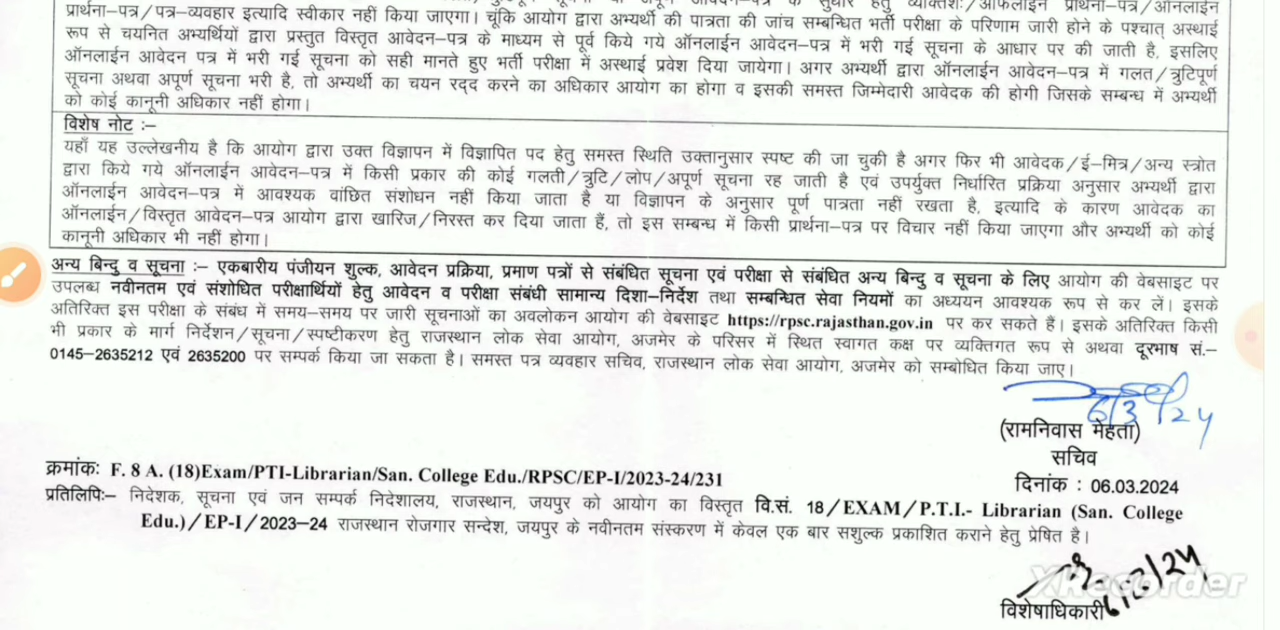 प्रार्थना–पत्र/पत्र–व्यवहार इत्यादि स्वीकार नहीं किया जाएगा। चूंकि आयोग द्वारा अभ्यर्थी की पात्रता की जांच सम्बन्धित भर्ती परीक्षा के परिणाम जारी होने के पश्चात् अस्थाई
रूप से चयनित अभ्यर्थियों द्वारा प्रस्तुत विस्तृत आवेदन–पत्र के माध्यम से पूर्व किये गये ऑनलाईन आवेदन–पत्र में भरी गई सूचना के आधार पर की जाती है, इसलिए
ऑनलाईन आवेदन पत्र में भरी गई सूचना को सही मानते हुए भर्ती परीक्षा में अस्थाई प्रवेश दिया जायेगा। अगर अभ्यर्थी द्वारा ऑनलाईन आवेदन–पत्र में गलत/त्रुटिपूर्ण
सूचना अथवा अपूर्ण सूचना भरी है, तो अभ्यर्थी का चयन रद्द करने का अधिकार आयोग का होगा व इसकी समस्त जिम्मेदारी आवेदक की होगी जिसके सम्बन्ध में अभ्यर्थी
को कोई कानूनी अधिकार नहीं होगा।
विशेष नोट :–
यहाँ यह उल्लेखनीय है कि आयोग द्वारा उक्त विज्ञापन में विज्ञापित पद हेतु समस्त स्थिति उक्तानुसार स्पष्ट की जा चुकी है अगर फिर भी आवेदक/ई–मित्र/अन्य स्त्रोत
द्वारा किये गये ऑनलाईन आवेदन–पत्र में किसी प्रकार की कोई गलती/त्रुटि/लोप/अपूर्ण सूचना रह जाती है एवं उपर्युक्त निर्धारित प्रक्रिया अनुसार अभ्यर्थी द्वारा
ऑनलाईन आवेदन–पत्र में आवश्यक वांछित संशोधन नहीं किया जाता है या विज्ञापन के अनुसार पूर्ण पात्रता नहीं रखता है, इत्यादि के कारण आवेदक का
ऑनलाईन/विस्तृत आवेदन–पत्र आयोग द्वारा खारिज/निरस्त कर दिया जाता हैं, तो इस सम्बन्ध में किसी प्रार्थना–पत्र पर विचार नहीं किया जाएगा और अभ्यर्थी को कोई
कानूनी अधिकार भी नहीं होगा।
अन्य बिन्दु व सूचना :– एकबारीय पंजीयन शुल्क, आवेदन प्रक्रिया, प्रमाण पत्रों से संबंधित सूचना एवं परीक्षा से संबंधित अन्य बिन्दु व सूचना के लिए आयोग की वेबसाइट पर
उपलब्ध नवीनतम एवं संशोधित परीक्षार्थियों हेतु आवेदन व परीक्षा संबंधी सामान्य दिशा–निर्देश तथा सम्बन्धित सेवा नियमों का अध्ययन आवश्यक रूप से कर लें। इसके
अतिरिक्त इस परीक्षा के संबंध में समय–समय पर जारी सूचनाओं का अवलोकन आयोग की वेबसाइट https://rpsc.rajasthan.gov.in पर कर सकते हैं। इसके अतिरिक्त किसी
भी प्रकार के मार्ग निर्देशन/सूचना/स्पष्टीकरण हेतु राजस्थान लोक सेवा आयोग, अजमेर के परिसर में स्थित स्वागत कक्ष पर व्यक्तिगत रूप से अथवा दूरभाष सं.–
0145–2635212 एवं 2635200 पर सम्पर्क किया जा सकता है। समस्त पत्र व्यवहार सचिव, राजस्थान लोक सेवा आयोग, अजमेर को सम्बोधित किया जाए।
6/3/24
(रामनिवास मेहता)
सचिव
दिनांक : 06.03.2024
क्रमांकः F. 8 A. (18)Exam/PTI-Librarian/San. College Edu./RPSC/EP-I/2023-24/231
प्रतिलिपिः– निदेशक, सूचना एवं जन सम्पर्क निदेशालय, राजस्थान, जयपुर को आयोग का विस्तृत वि.सं. 18/EXAM/P.T.I.- Librarian (San. College
Edu.)/EP-I/2023–24 राजस्थान रोजगार सन्देश, जयपुर के नवीनतम संस्करण में केवल एक बार सशुल्क प्रकाशित कराने हेतु प्रेषित है।
6/3/24
XRecorder
विशेषाधिकारी